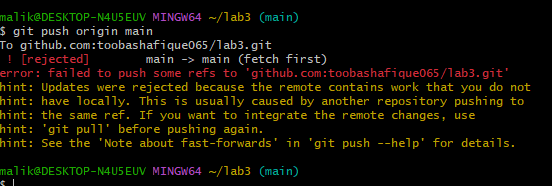 malik@DESKTOP-N4U5EUV MINGW64 ~/lab3 (main)
$ git push origin main
To github.com:toobashafique065/lab3.git
 ! [rejected]        main -> main (fetch first)
error: failed to push some refs to 'github.com:toobashafique065/lab3.git'
hint: Updates were rejected because the remote contains work that you do not
hint: have locally. This is usually caused by another repository pushing to
hint: the same ref. If you want to integrate the remote changes, use
hint: 'git pull' before pushing again.
hint: See the 'Note about fast-forwards' in 'git push --help' for details.
malik@DESKTOP-N4U5EUV MINGW64 ~/lab3 (main)
$